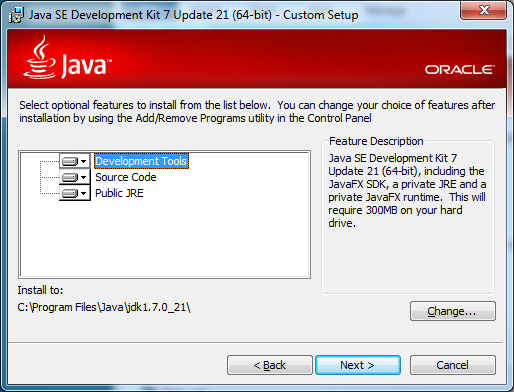 Java SE Development Kit 7 Update 21 (64-bit) - Custom Setup
Java™
ORACLE®
Select optional features to install from the list below. You can change your choice of features after
installation by using the Add/Remove Programs utility in the Control Panel
Development Tools
Source Code
Public JRE
Feature Description
Java SE Development Kit 7
Update 21 (64-bit), including the
JavaFX SDK, a private JRE and a
private JavaFX runtime. This will
require 300MB on your hard
drive.
Install to:
C:\Program Files\Java\jdk1.7.0_21\
Change...
< Back
Next >
Cancel